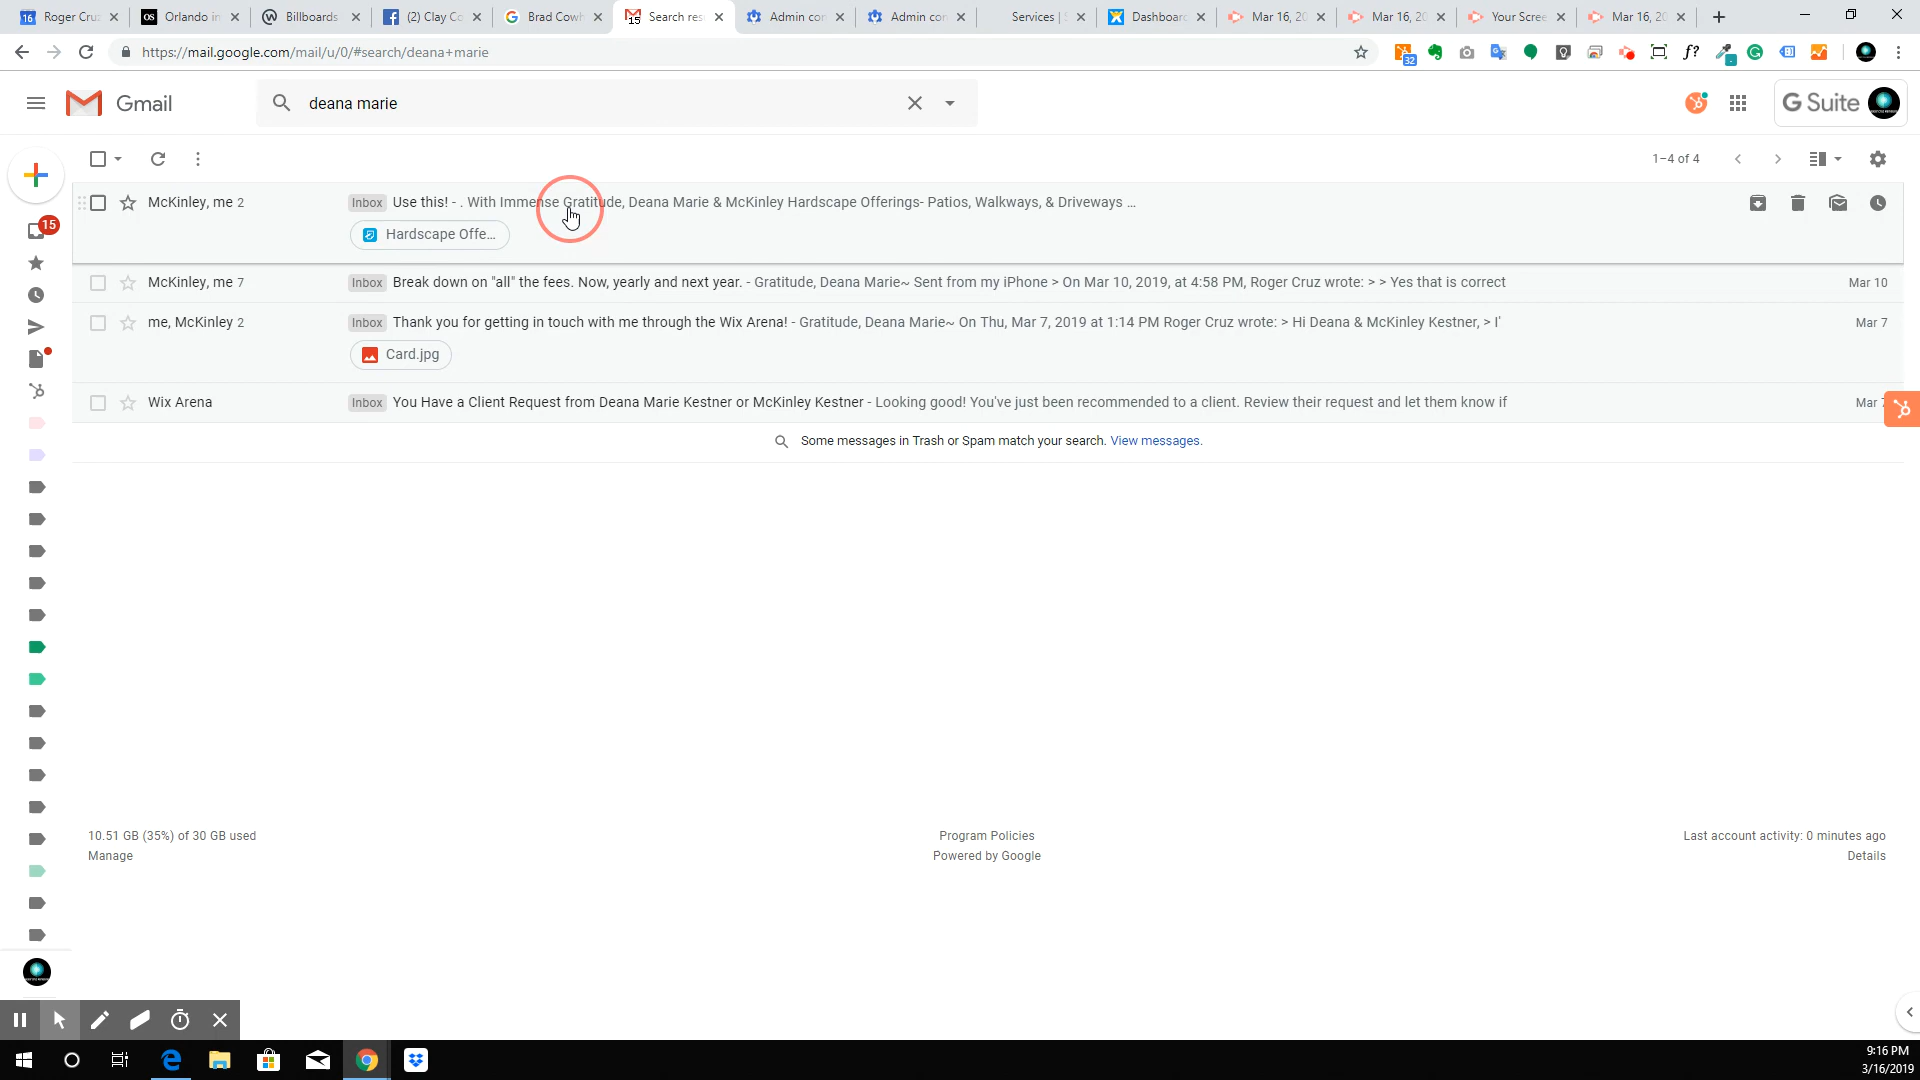 16 Roger Cruz
OS Orlando in
Billboards
(2) Clay Co
Brad Cowh
15 Search res
Admin con
Admin con
Services |
Dashboard
Mar 16, 20
Mar 16, 20
Your Scree
Mar 16, 20
https://mail.google.com/mail/u/0/#search/deana+marie
32
f?
Gmail
deana marie
G Suite
1–4 of 4
15
McKinley, me 2
Inbox Use this! - . With Immense Gratitude, Deana Marie & McKinley Hardscape Offerings- Patios, Walkways, & Driveways ...
Hardscape Offe...
McKinley, me 7
Inbox Break down on "all" the fees. Now, yearly and next year. - Gratitude, Deana Marie~ Sent from my iPhone > On Mar 10, 2019, at 4:58 PM, Roger Cruz wrote: > > Yes that is correct
Mar 10
me, McKinley 2
Inbox Thank you for getting in touch with me through the Wix Arena! - Gratitude, Deana Marie~ On Thu, Mar 7, 2019 at 1:14 PM Roger Cruz wrote: > Hi Deana & McKinley Kestner, > I'
Mar 7
Card.jpg
Wix Arena
Inbox You Have a Client Request from Deana Marie Kestner or McKinley Kestner - Looking good! You've just been recommended to a client. Review their request and let them know if
Mar 7
Some messages in Trash or Spam match your search. View messages.
10.51 GB (35%) of 30 GB used
Manage
Program Policies
Powered by Google
Last account activity: 0 minutes ago
Details
9:16 PM
3/16/2019